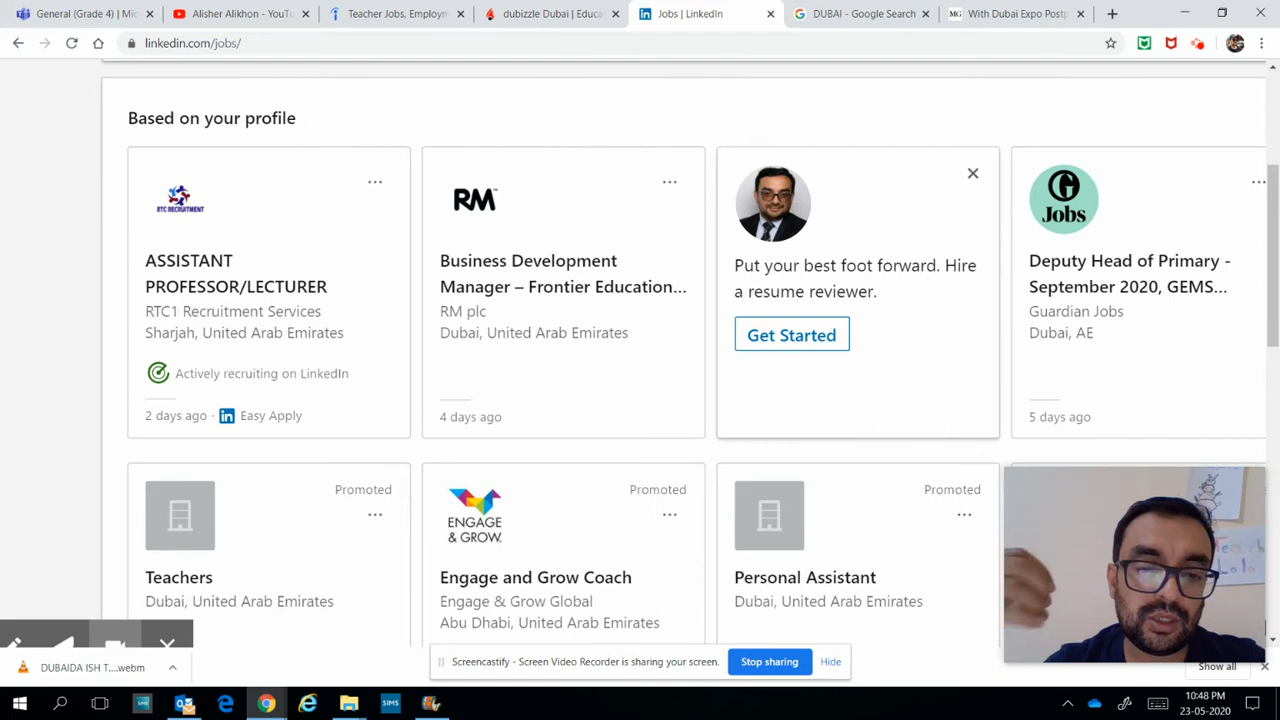 General (Grade 4) | Mi
Alisher Alikhon - YouTu
Teacher Jobs, Employm
dubizzle Dubai | Educa
Jobs | LinkedIn
DUBAI - Google Search
MG
With Dubai Expo Postp
linkedin.com/jobs/
Based on your profile
RTC RECRUITMENT
ASSISTANT
PROFESSOR/LECTURER
RTC1 Recruitment Services
Sharjah, United Arab Emirates
Actively recruiting on LinkedIn
2 days ago · in Easy Apply
RM
Business Development
Manager – Frontier Education...
RM plc
Dubai, United Arab Emirates
4 days ago
Put your best foot forward. Hire
a resume reviewer.
Get Started
G
Jobs
Deputy Head of Primary -
September 2020, GEMS...
Guardian Jobs
Dubai, AE
5 days ago
Promoted
Teachers
Dubai, United Arab Emirates
Promoted
ENGAGE
& GROW
Engage and Grow Coach
Engage & Grow Global
Abu Dhabi, United Arab Emirates
Promoted
Personal Assistant
Dubai, United Arab Emirates
DUBAIDA ISH T....webm
Screencastify - Screen Video Recorder is sharing your screen.
Stop sharing
Hide
Show all
SIMS
10:48 PM
23-05-2020